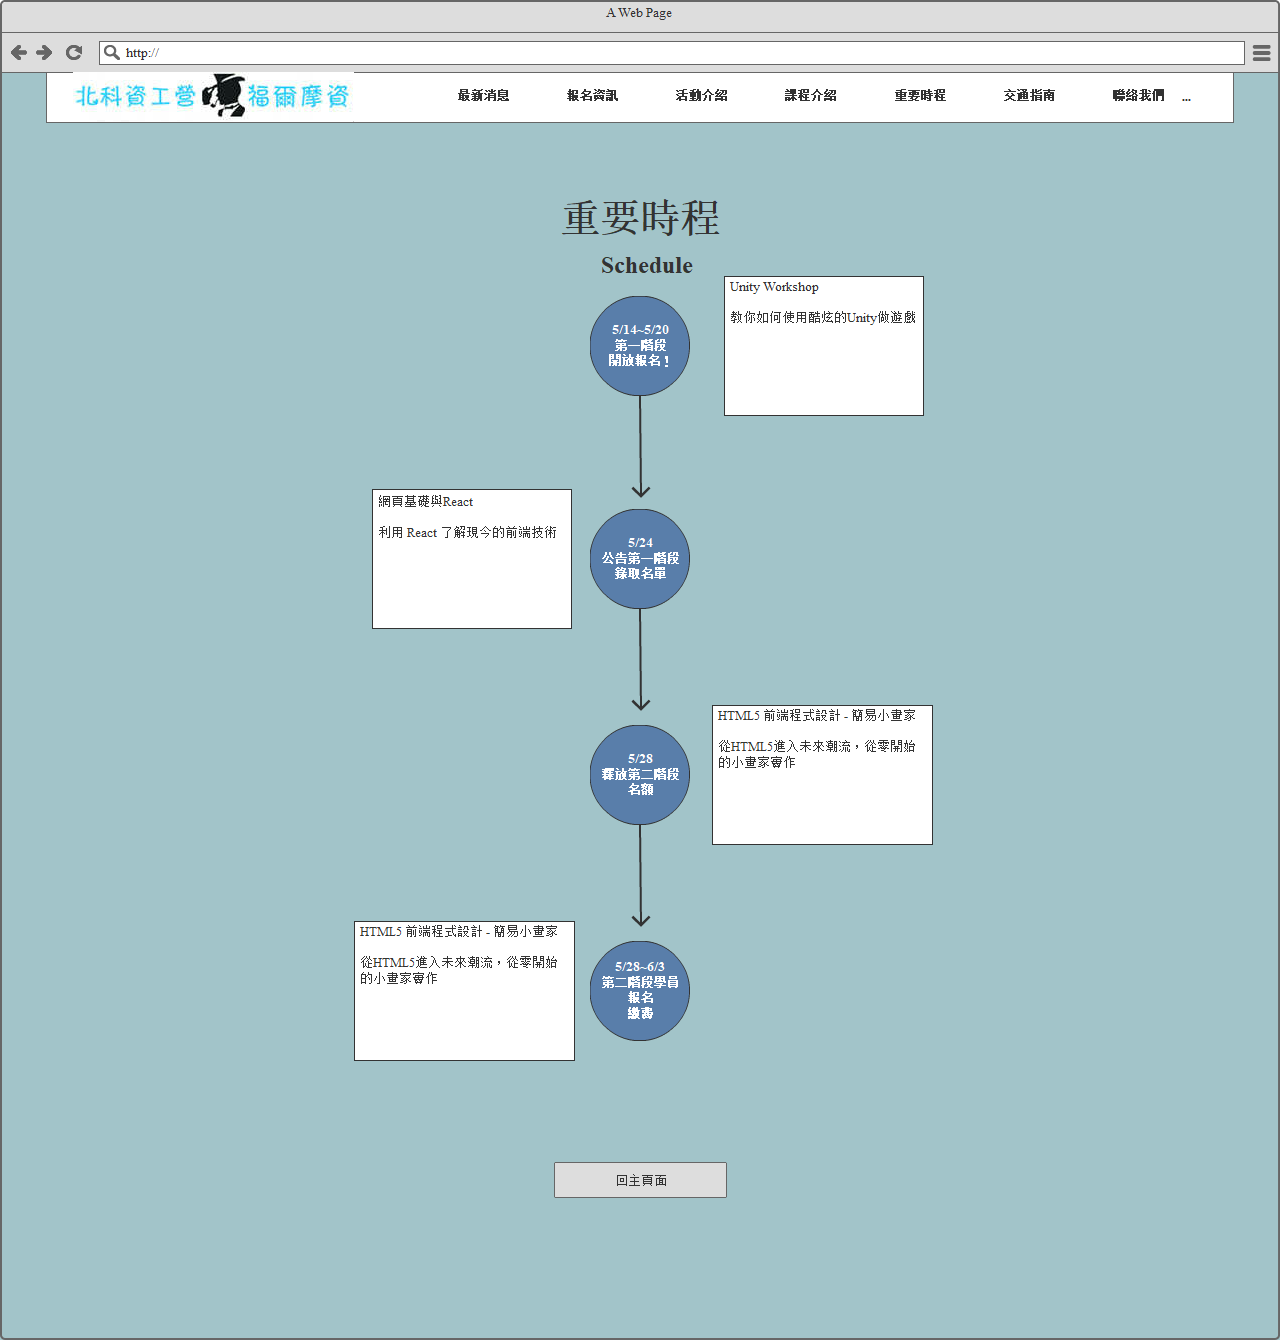 A Web Page
http://
北科資工營 福爾摩資
最新消息 報名資訊 活動介紹 課程介紹 重要時程 交通指南 聯絡我們 ...
重要時程
Schedule
5/14~5/20
第一階段
開放報名！
Unity Workshop
教你如何使用酷炫的Unity做遊戲
網頁基礎與React
利用 React 了解現今的前端技術
5/24
公告第一階段
錄取名單
HTML5 前端程式設計 - 簡易小畫家
從HTML5進入未來潮流，從零開始
的小畫家實作
5/28
釋放第二階段
名額
HTML5 前端程式設計 - 簡易小畫家
從HTML5進入未來潮流，從零開始
的小畫家實作
5/28~6/3
第二階段學員
報名
繳費
回主頁面